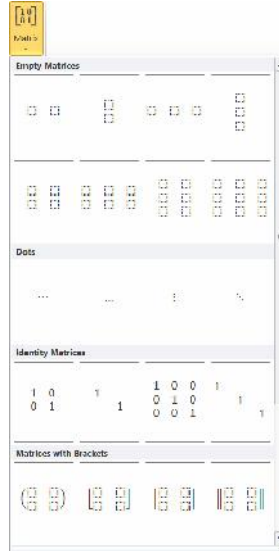 Matrix
Empty Matrices
Dots
Identity Matrices
1 0
0 1
1
1
1 0 0
0 1 0
0 0 1
1
1
1
Matrices with Brackets